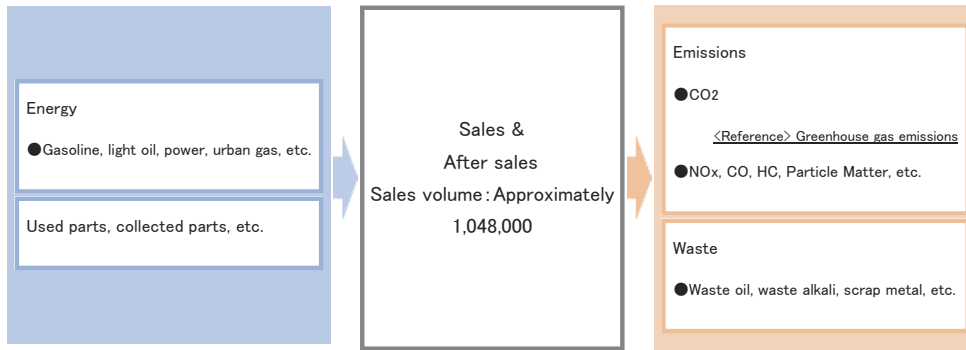 Energy
●Gasoline, light oil, power, urban gas, etc.
Used parts, collected parts, etc.
Sales &
After sales
Sales volume：Approximately
1,048,000
Emissions
●CO2
<Reference> Greenhouse gas emissions
●NOx, CO, HC, Particle Matter, etc.
Waste
●Waste oil, waste alkali, scrap metal, etc.